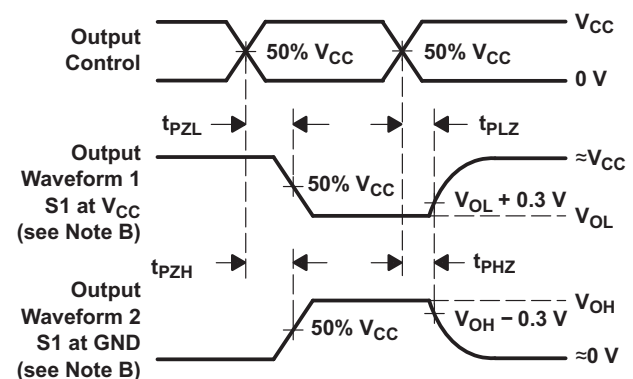 Output
Control
50% VCC
50% VCC
VCC
0 V
tPZL
tPLZ
Output
Waveform 1
S1 at VCC
(see Note B)
50% VCC
≈VCC
VOL + 0.3 V
VOL
tPZH
tPHZ
Output
Waveform 2
S1 at GND
(see Note B)
50% VCC
VOH
VOH − 0.3 V
≈0 V